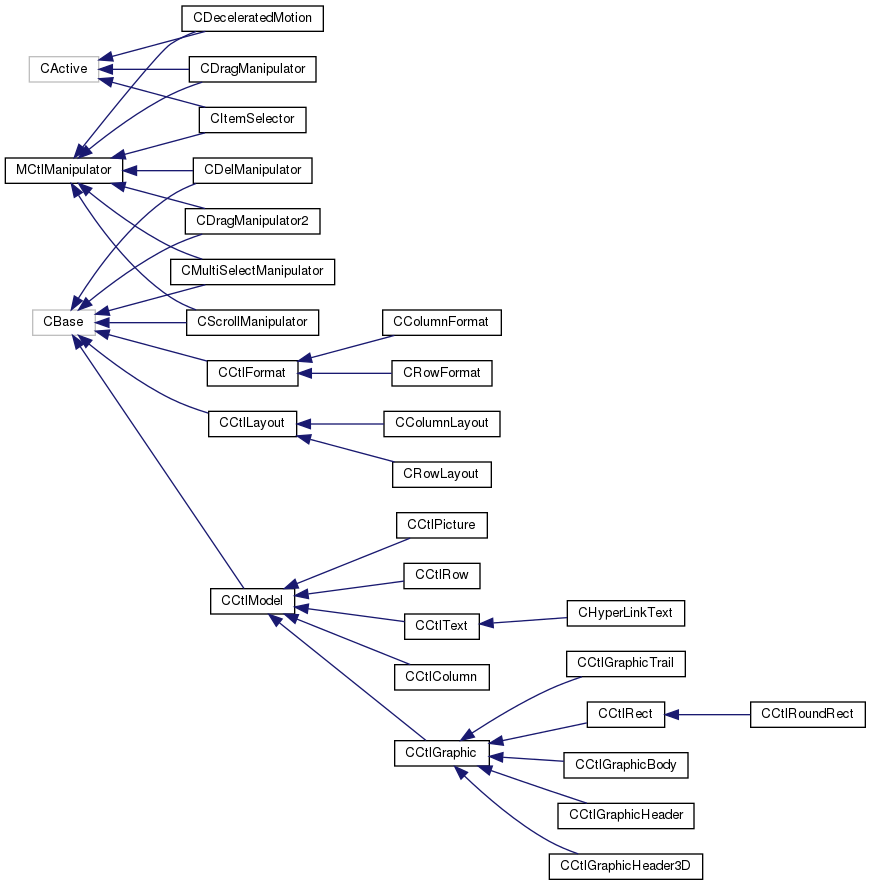 CDeceleratedMotion
CActive
CDragManipulator
CItemSelector
MCtlManipulator
CDelManipulator
CDragManipulator2
CMultiSelectManipulator
CBase
CScrollManipulator
CColumnFormat
CCtlFormat
CRowFormat
CCtlLayout
CColumnLayout
CRowLayout
CCtlPicture
CCtlRow
CCtlModel
CCtlText
CHyperLinkText
CCtlColumn
CCtlGraphicTrail
CCtlRect
CCtlRoundRect
CCtlGraphic
CCtlGraphicBody
CCtlGraphicHeader
CCtlGraphicHeader3D